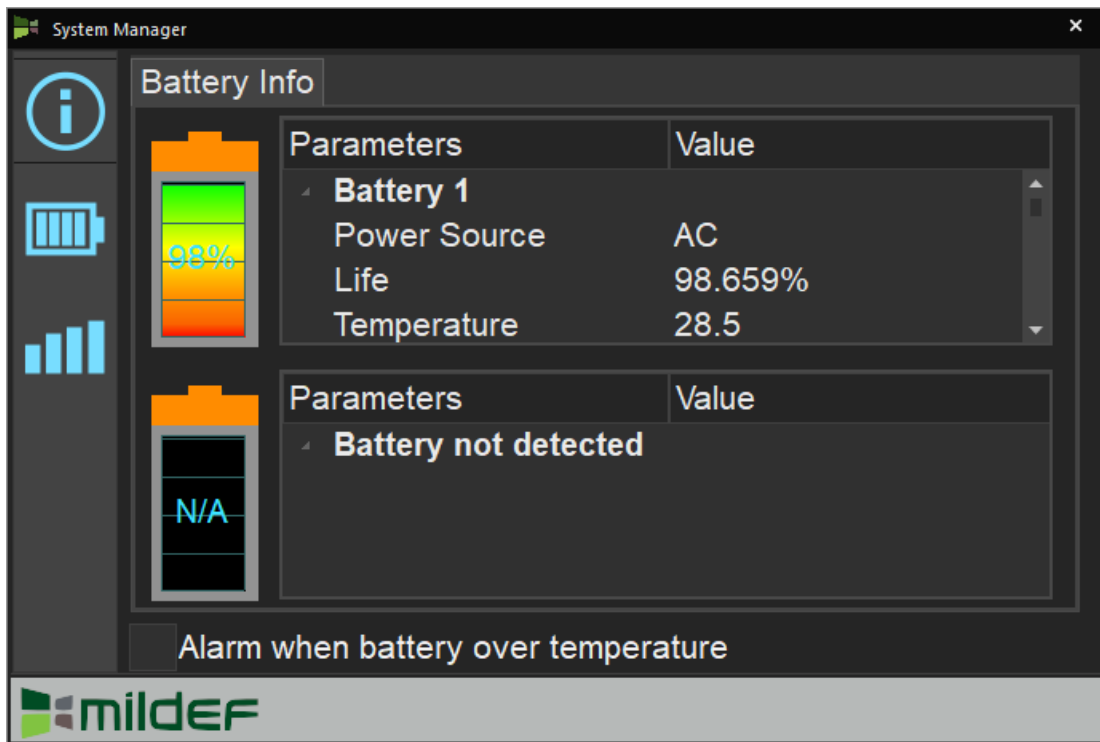 System Manager
Battery Info
Parameters Value
Battery 1
98%
Power Source AC
Life 98.659%
Temperature 28.5
Parameters Value
Battery not detected
N/A
Alarm when battery over temperature
mildef